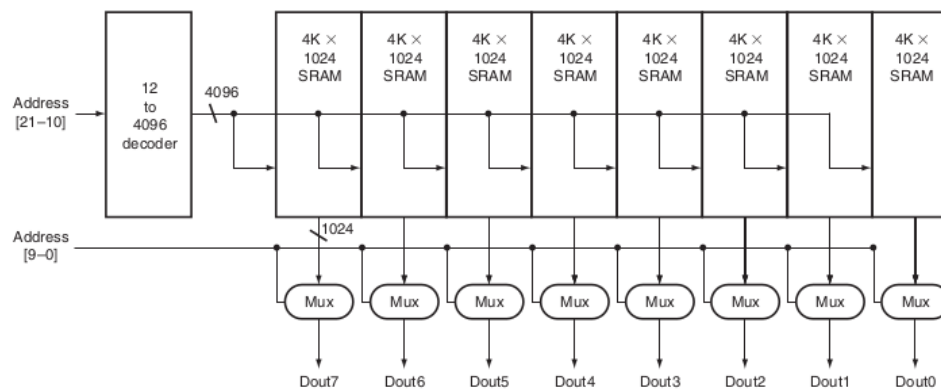 4K × 1024 SRAM
4K × 1024 SRAM
4K × 1024 SRAM
4K × 1024 SRAM
4K × 1024 SRAM
4K × 1024 SRAM
4K × 1024 SRAM
4K × 1024 SRAM
Address
[21–10]
12
to
4096
decoder
4096
Address
[9–0]
1024
Mux Mux Mux Mux Mux Mux Mux Mux
Dout7 Dout6 Dout5 Dout4 Dout3 Dout2 Dout1 Dout0